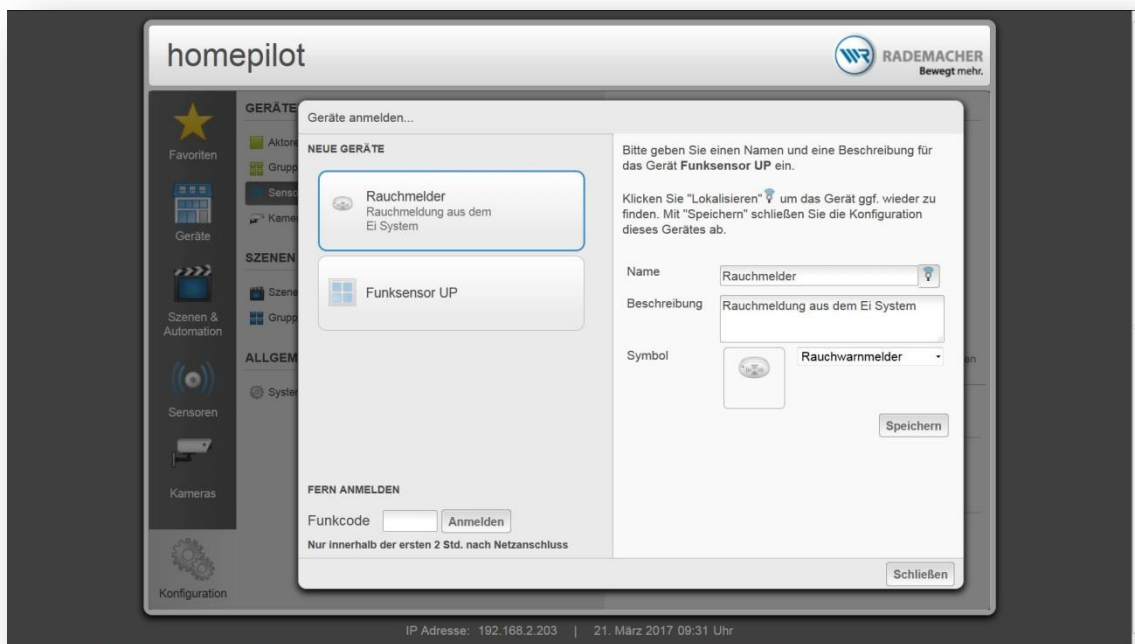 homepilot
RADEMACHER
Bewegt mehr.
Favoriten
Geräte
Szenen &
Automation
Sensoren
Kameras
Konfiguration
GERÄTE
Aktore
Grupp
Senso
Kame
SZENEN
Szene
Grupp
ALLGEM
Syste
Geräte anmelden...
NEUE GERÄTE
Rauchmelder
Rauchmeldung aus dem
Ei System
Funksensor UP
FERN ANMELDEN
Funkcode
Anmelden
Nur innerhalb der ersten 2 Std. nach Netzanschluss
Bitte geben Sie einen Namen und eine Beschreibung für
das Gerät Funksensor UP ein.
Klicken Sie "Lokalisieren" um das Gerät ggf. wieder zu
finden. Mit "Speichern" schließen Sie die Konfiguration
dieses Gerätes ab.
Name
Rauchmelder
Beschreibung
Rauchmeldung aus dem Ei System
Symbol
Rauchwarnmelder
Speichern
en
Schließen
IP Adresse: 192.168.2.203 | 21. März 2017 09:31 Uhr